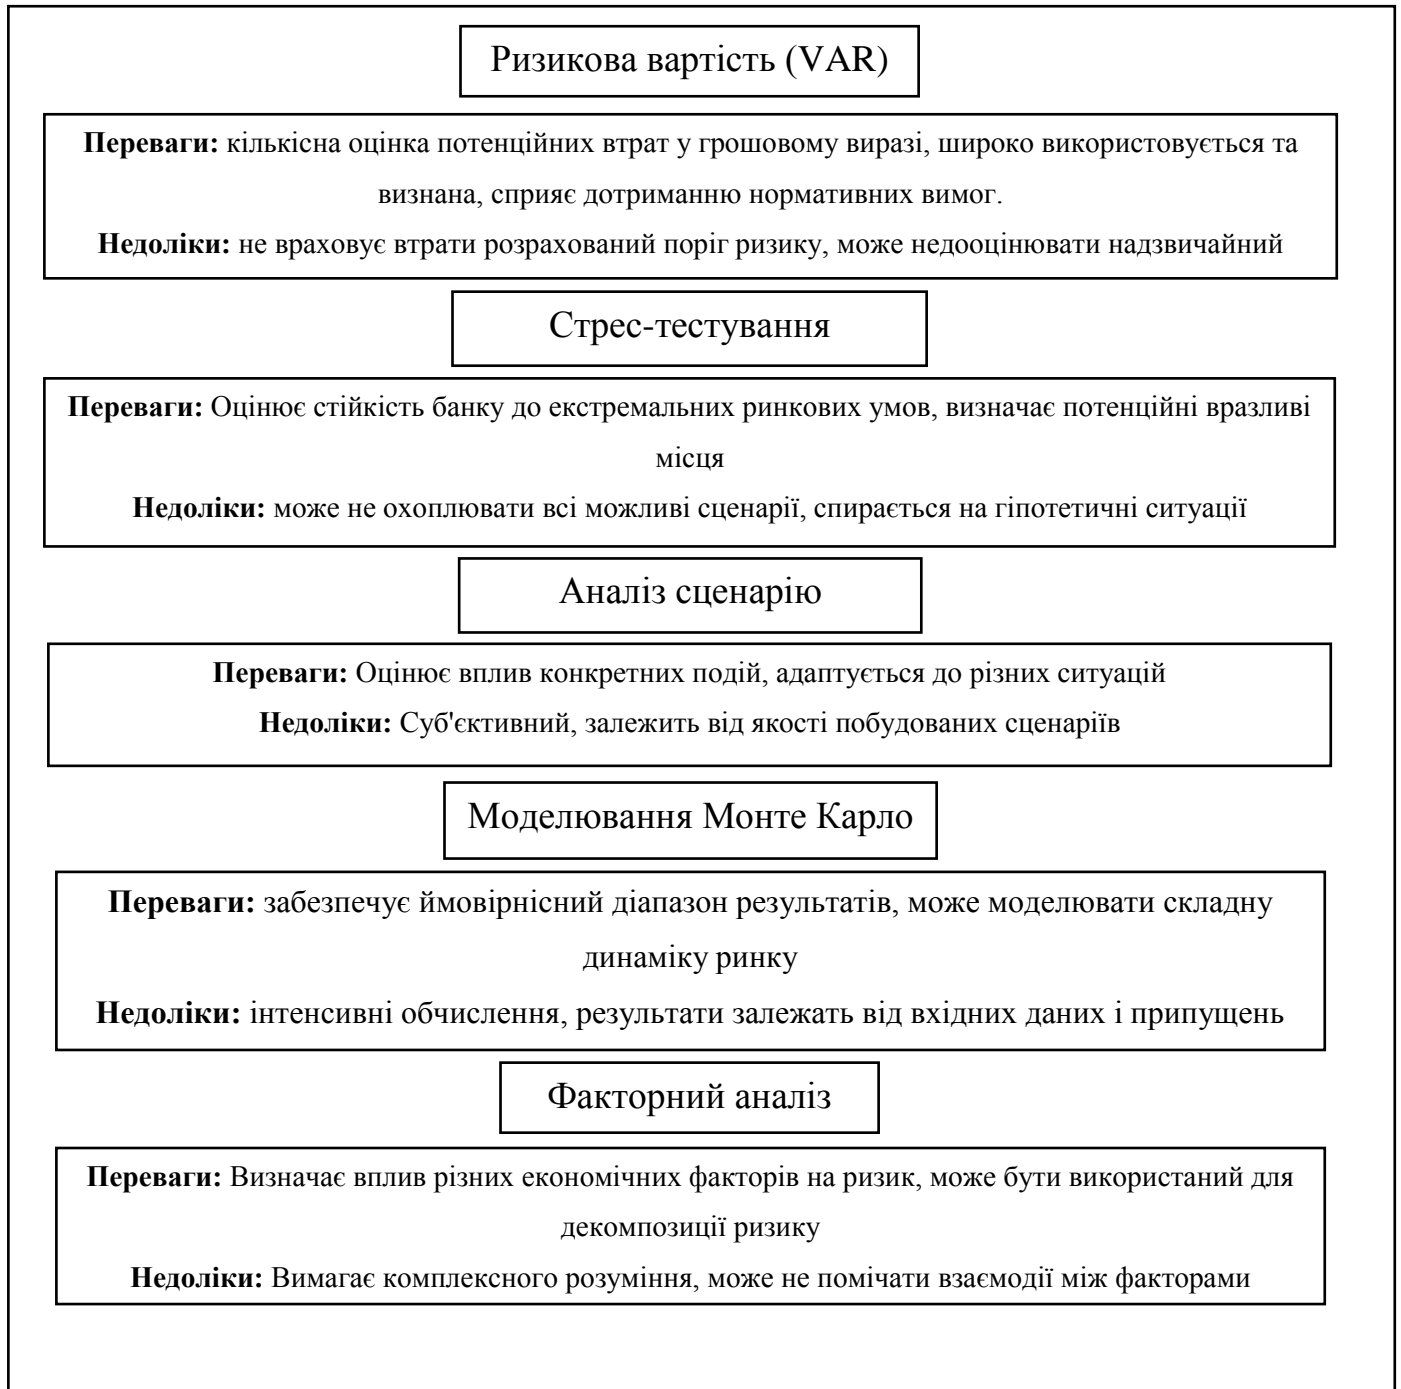 Ризикова вартість (VAR)
Переваги: кількісна оцінка потенційних втрат у грошовому виразі, широко використовується та
визнана, сприяє дотриманню нормативних вимог.
Недоліки: не враховує втрати розрахований поріг ризику, може недооцінювати надзвичайний
Стрес-тестування
Переваги: Оцінює стійкість банку до екстремальних ринкових умов, визначає потенційні вразливі
місця
Недоліки: може не охоплювати всі можливі сценарії, спирається на гіпотетичні ситуації
Аналіз сценарію
Переваги: Оцінює вплив конкретних подій, адаптується до різних ситуацій
Недоліки: Суб'єктивний, залежить від якості побудованих сценаріїв
Моделювання Монте Карло
Переваги: забезпечує ймовірнісний діапазон результатів, може моделювати складну
динаміку ринку
Недоліки: інтенсивні обчислення, результати залежать від вхідних даних і припущень
Факторний аналіз
Переваги: Визначає вплив різних економічних факторів на ризик, може бути використаний для
декомпозиції ризику
Недоліки: Вимагає комплексного розуміння, може не помічати взаємодії між факторами